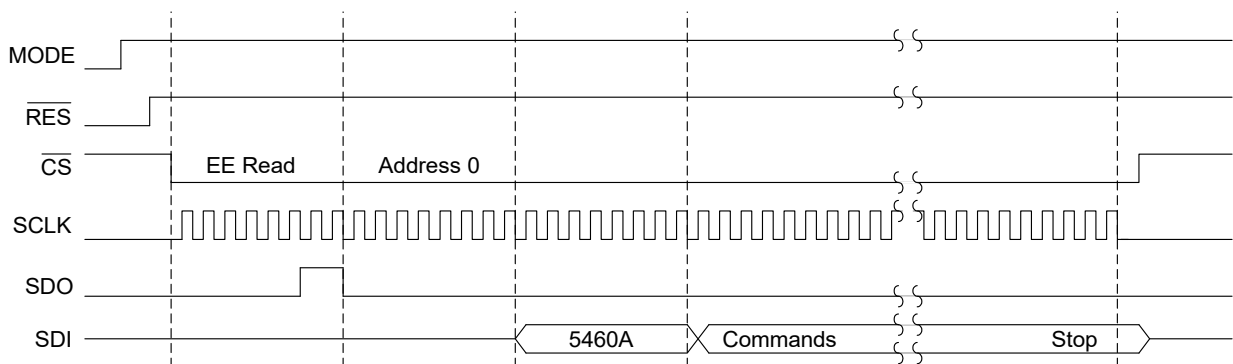 MODE
RES
CS
EE Read
Address 0
SCLK
SDO
SDI
5460A
Commands
Stop